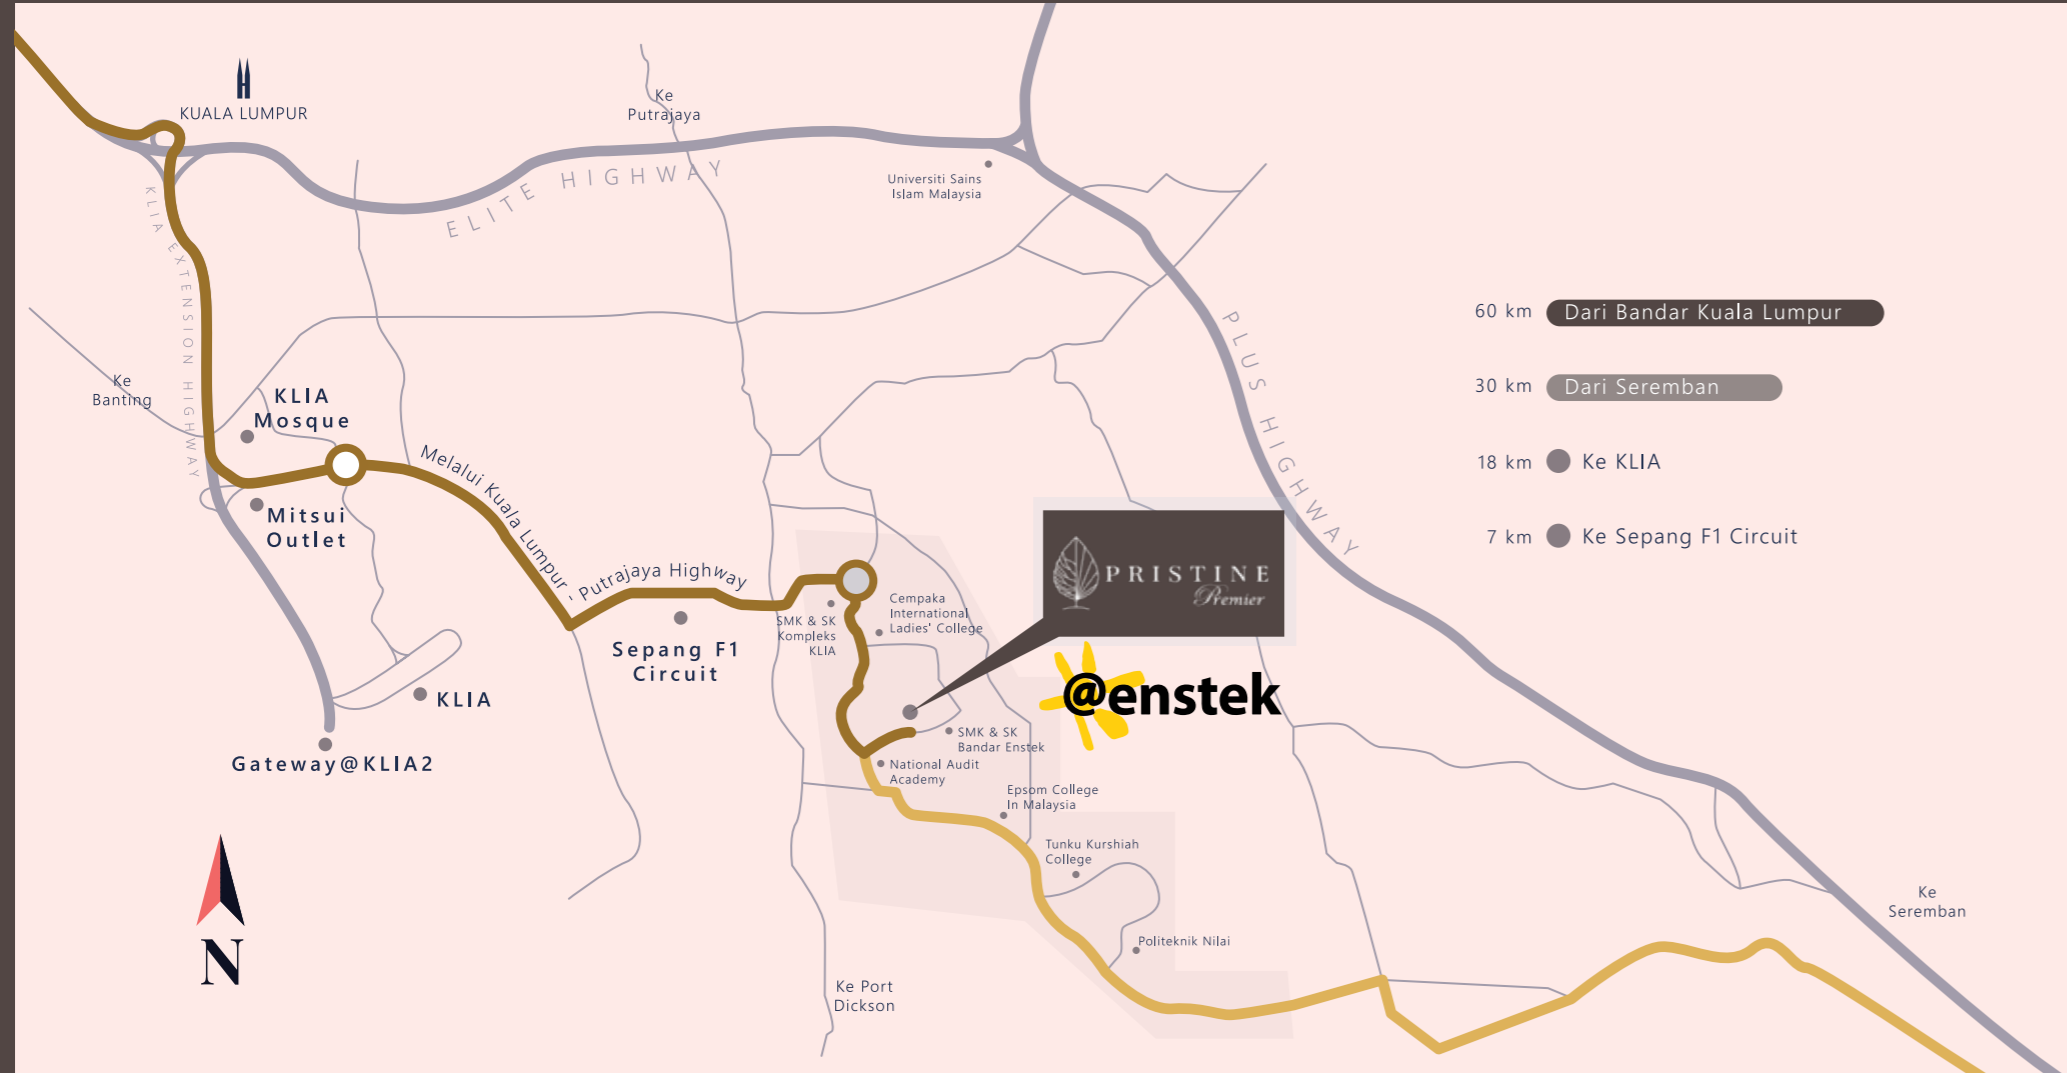 KUALA LUMPUR
Ke
Putrajaya
ELITE HIGHWAY
Universiti Sains
Islam Malaysia
KLIA EXTENSION HIGHWAY
PLUS HIGHWAY
60 km Dari Bandar Kuala Lumpur
30 km Dari Seremban
18 km Ke KLIA
7 km Ke Sepang F1 Circuit
Ke
Banting
KLIA
Mosque
Mitsui
Outlet
Melalui Kuala Lumpur - Putrajaya Highway
PRISTINE
Premier
Cempaka
International
Ladies' College
SMK & SK
Kompleks
KLIA
Sepang F1
Circuit
KLIA
@enstek
Gateway@KLIA2
SMK & SK
Bandar Enstek
National Audit
Academy
Epsom College
In Malaysia
Tunku Kurshiah
College
Politeknik Nilai
Ke
Seremban
Ke Port
Dickson
N